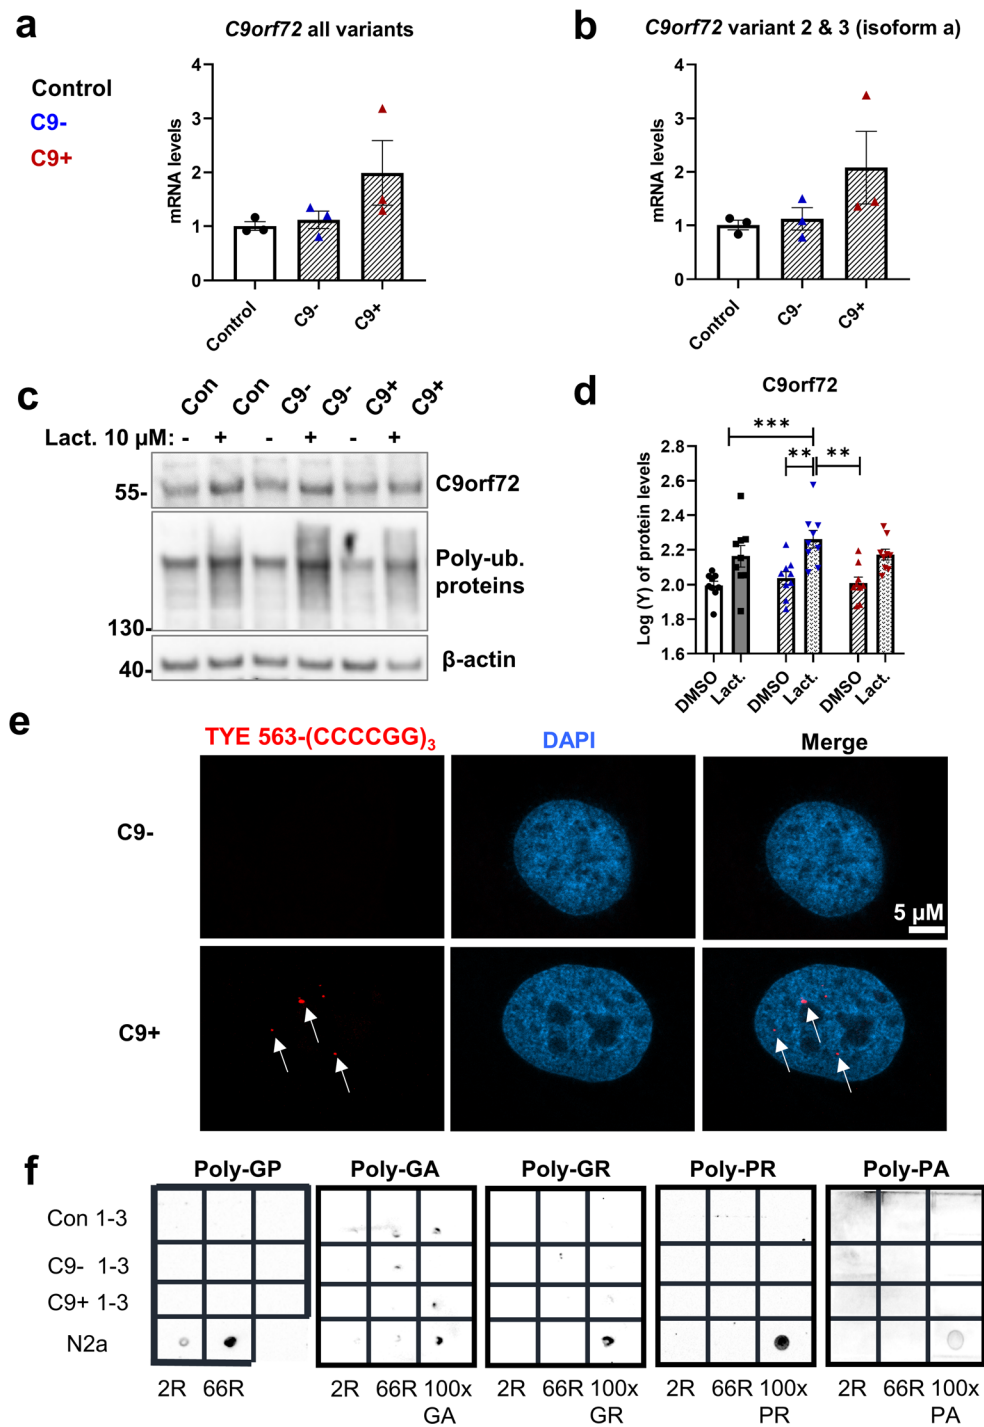 a
C9orf72 all variants
Control
C9-
C9+
mRNA levels
4
3
2
1
0
Control
C9-
C9+
b
C9orf72 variant 2 & 3 (isoform a)
mRNA levels
4
3
2
1
0
Control
C9-
C9+
c
Con Con C9- C9- C9+ C9+
Lact. 10 µM: - + - + - +
55-
C9orf72
Poly-ub.
proteins
130-
40-
β-actin
d
C9orf72
*** 
** **
Log (Y) of protein levels
2.8
2.6
2.4
2.2
2.0
1.8
1.6
DMSO Lact. DMSO Lact. DMSO Lact.
e
TYE 563-(CCCCGG)3 DAPI Merge
C9-
5 µM
C9+
f
Poly-GP Poly-GA Poly-GR Poly-PR Poly-PA
Con 1-3
C9- 1-3
C9+ 1-3
N2a
2R 66R 2R 66R 100x 2R 66R 100x 2R 66R 100x 2R 66R 100x
GA GR PR PA